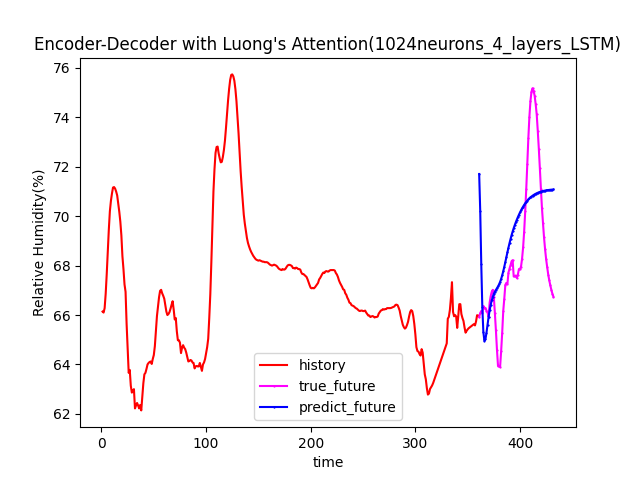 Encoder-Decoder with Luong's Attention(1024neurons_4_layers_LSTM)
76
74
72
70
68
66
64
62
Relative Humidity(%)
history
true_future
predict_future
0 100 200 300 400
time